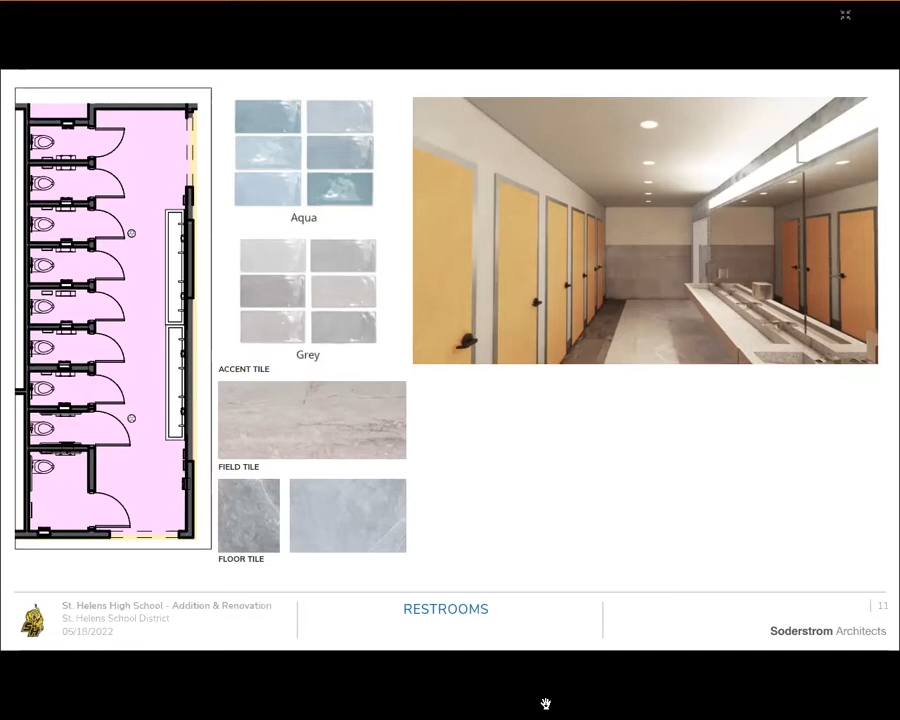 Aqua
Grey
ACCENT TILE
FIELD TILE
FLOOR TILE
St. Helens High School - Addition & Renovation
St. Helens School District
05/18/2022
RESTROOMS
11
Soderstrom Architects